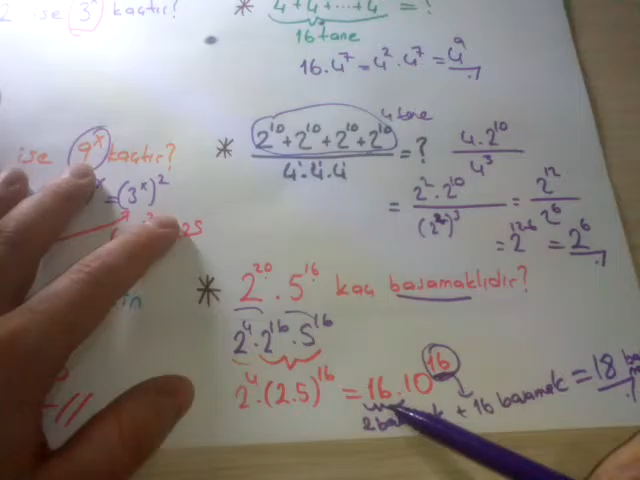 2 ise 3^x kaçtır?
* 4+4+...+4 = ?
16 tane
16.4^7 = 4^2.4^7 = 4^9
ise 9^x kaçtır?
= (3^x)^2
25
4 tane
* (2^10+2^10+2^10+2^10)/(4.4.4) = ? (4.2^10)/(4^3)
= (2^2.2^10)/((2^2)^3) = 2^12/2^6
= 2^12-6 = 2^6
* 2^20.5^16 kaç basamaklıdır?
2^4.2^16.5^16
2^4.(2.5)^16 = 16.10^16
+ 16 basamak = 18